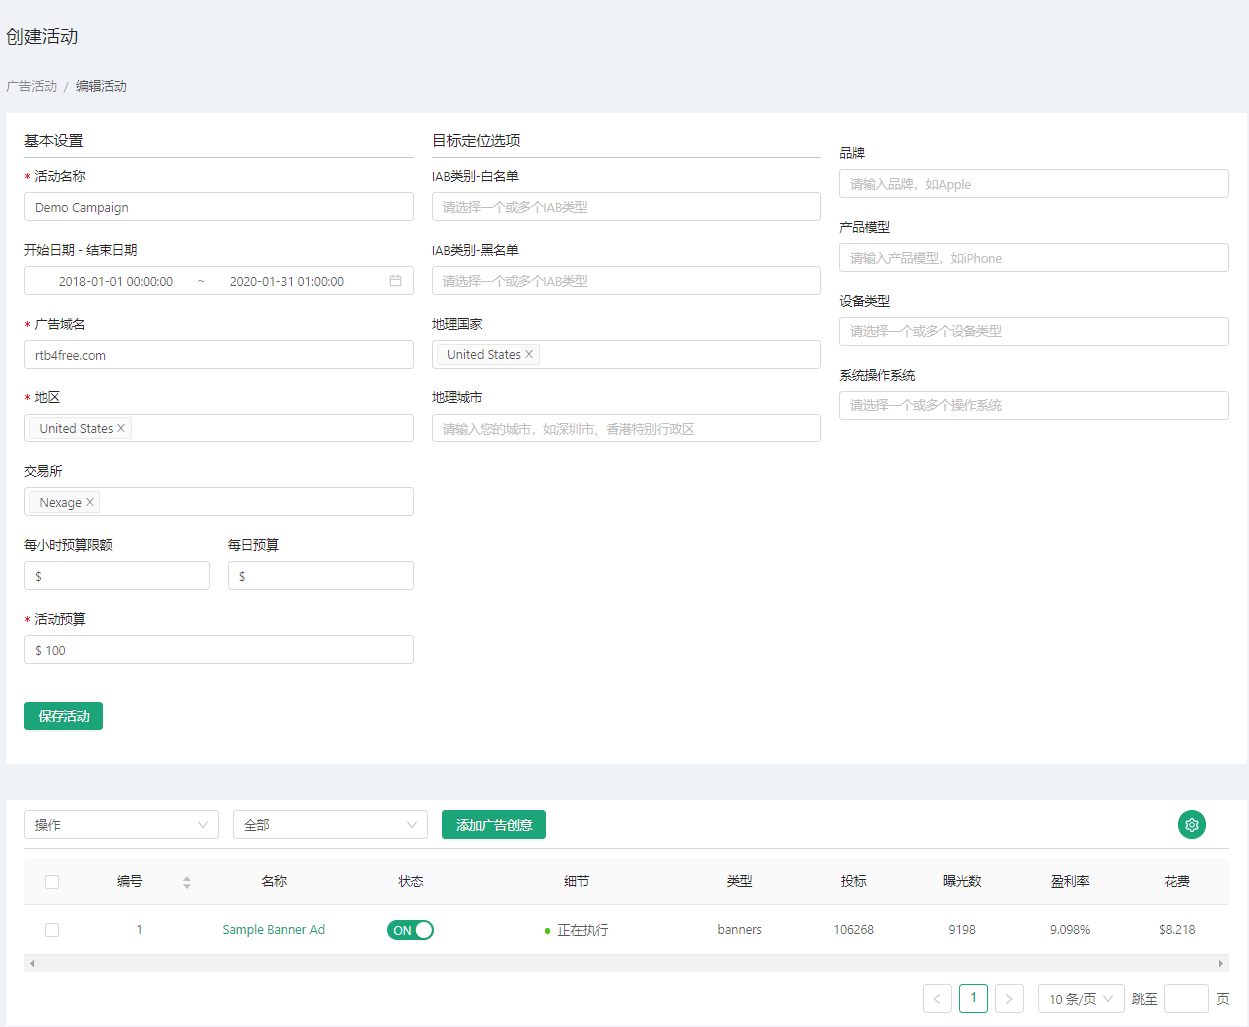 创建活动
广告活动 / 编辑活动
基本设置
* 活动名称
Demo Campaign
开始日期 - 结束日期
2018-01-01 00:00:00 ~ 2020-01-31 01:00:00
* 广告域名
rtb4free.com
* 地区
United States ×
交易所
Nexage ×
每小时预算限额 每日预算
$ $
* 活动预算
$ 100
保存活动
目标定位选项
IAB类别-白名单
请选择一个或多个IAB类型
IAB类别-黑名单
请选择一个或多个IAB类型
地理国家
United States ×
地理城市
请输入您的城市，如深圳市、香港特别行政区
品牌
请输入品牌，如Apple
产品模型
请输入产品模型，如iPhone
设备类型
请选择一个或多个设备类型
系统操作系统
请选择一个或多个操作系统
操作 全部 添加广告创意
编号 名称 状态 细节 类型 投标 曝光数 盈利率 花费
1 Sample Banner Ad ON 正在执行 banners 106268 9198 9.098% $8.218
< 1 > 10 条/页 跳至 页